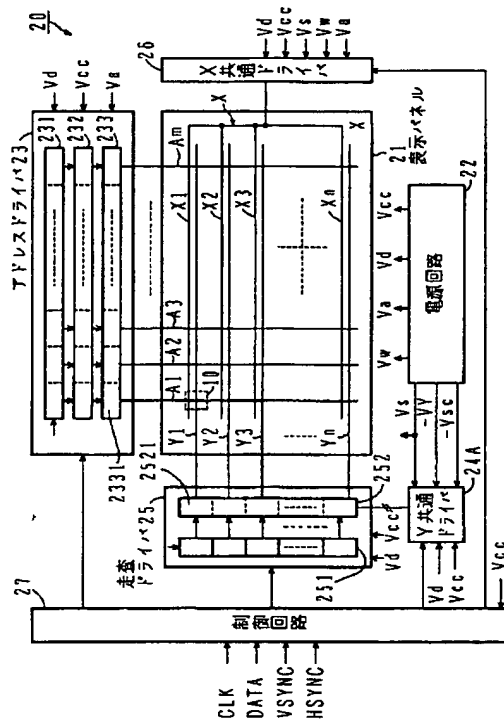 20
アドレスドライバ 23
231
232
233
Vd
Vcc
Va
2331
26
X共通
ドライバ
Vd
Vcc
Vs
Vw
Va
A1
A2
A3
Am
10
Y1
Y2
Y3
Yn
X1
X2
X3
Xn
X
X
21
表示パネル
走査
ドライバ 25
2521
252
251
Vd
Vcc
27
制御回路
CLK
DATA
VSYNC
HSYNC
24A
Y共通
ドライバ
Vd
Vcc
Vs
-VY
-Vsc
22
電源回路
Vw
Va
Vd
Vcc
Vcc